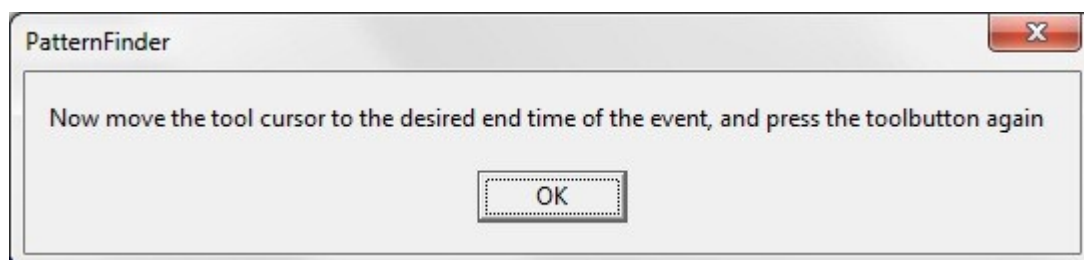 PatternFinder
Now move the tool cursor to the desired end time of the event, and press the toolbutton again
OK